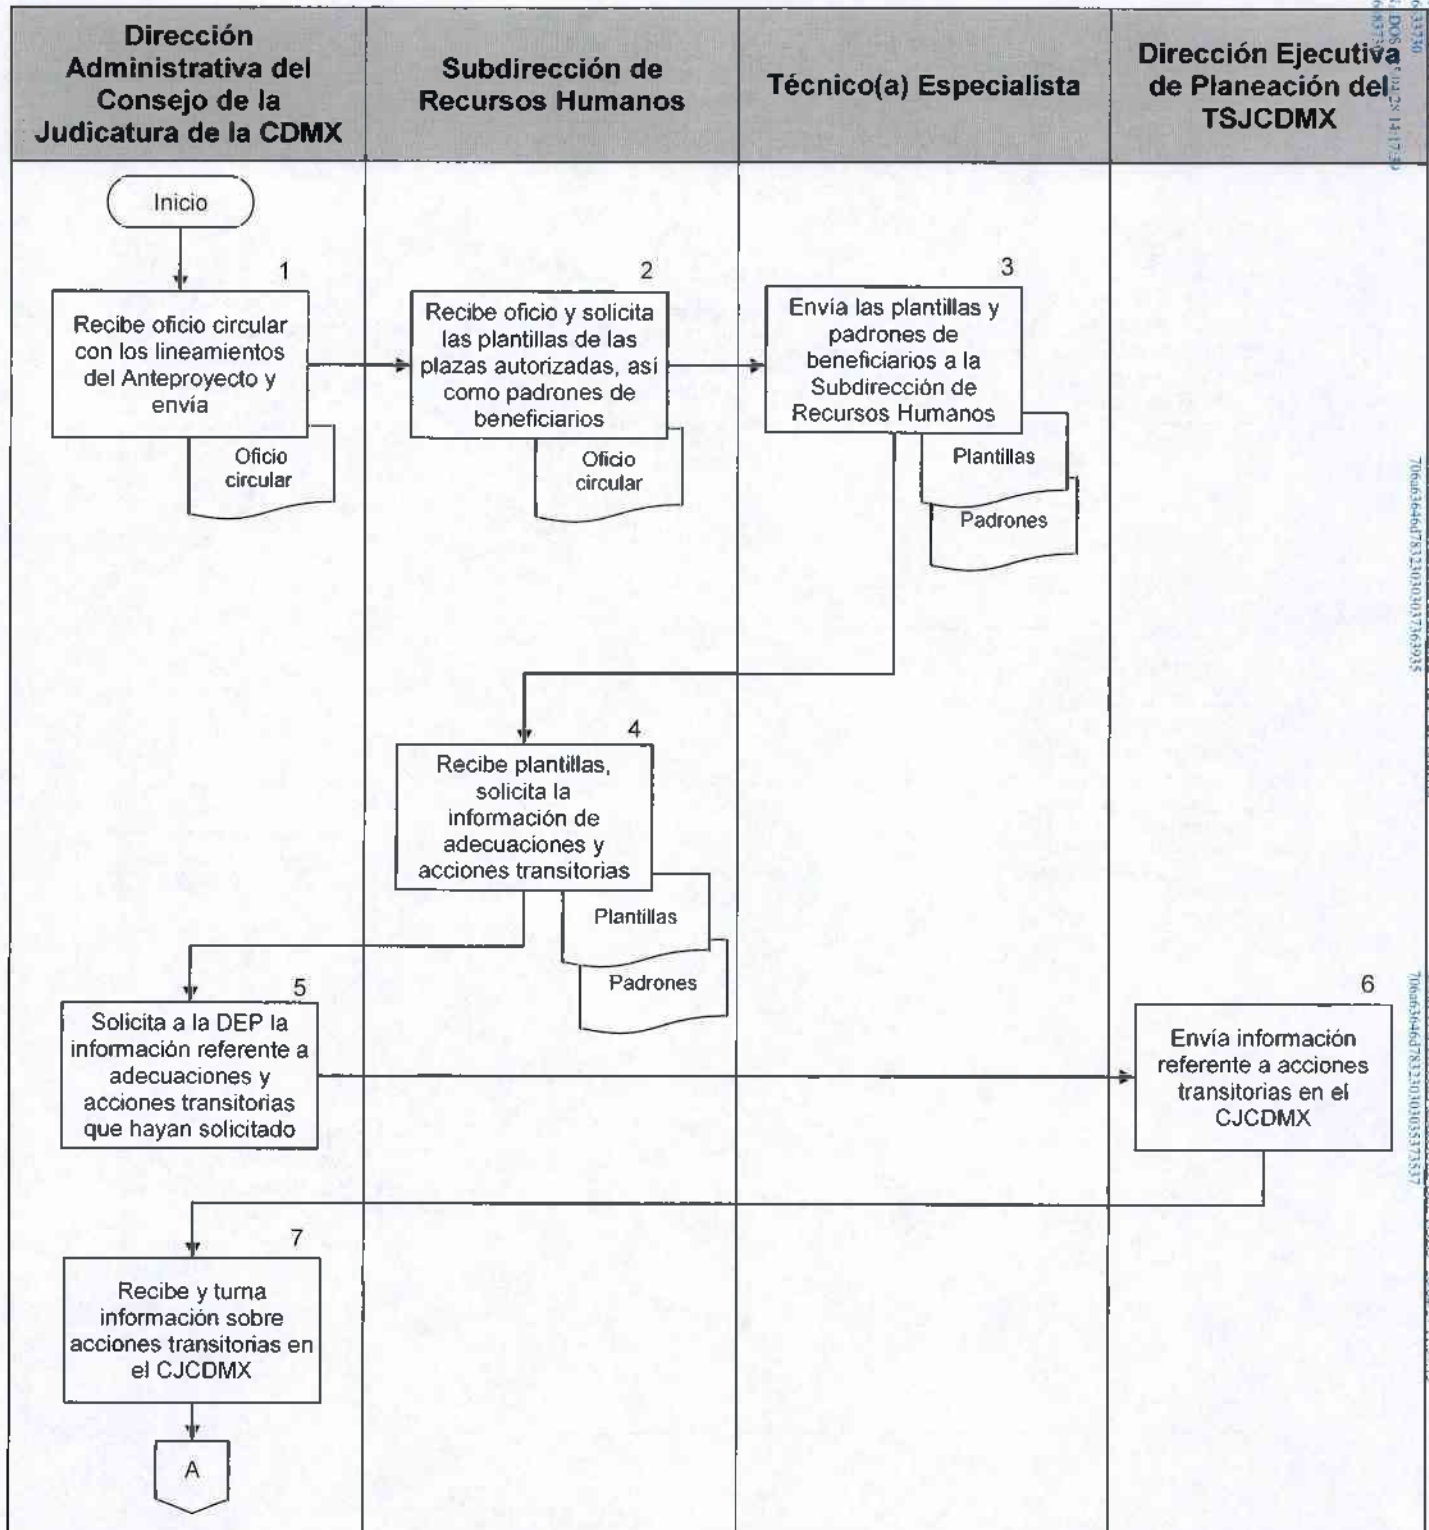 Dirección
Administrativa del
Consejo de la
Judicatura de la CDMX
Subdirección de
Recursos Humanos
Técnico(a) Especialista
Dirección Ejecutiva
de Planeación del
TSJCDMX
Inicio
1
Recibe oficio circular
con los lineamientos
del Anteproyecto y
envía
Oficio
circular
2
Recibe oficio y solicita
las plantillas de las
plazas autorizadas, así
como padrones de
beneficiarios
Oficio
circular
3
Envía las plantillas y
padrones de
beneficiarios a la
Subdirección de
Recursos Humanos
Plantillas
Padrones
4
Recibe plantillas,
solicita la
información de
adecuaciones y
acciones transitorias
Plantillas
Padrones
5
Solicita a la DEP la
información referente a
adecuaciones y
acciones transitorias
que hayan solicitado
6
Envía información
referente a acciones
transitorias en el
CJCDMX
7
Recibe y turna
información sobre
acciones transitorias en
el CJCDMX
A